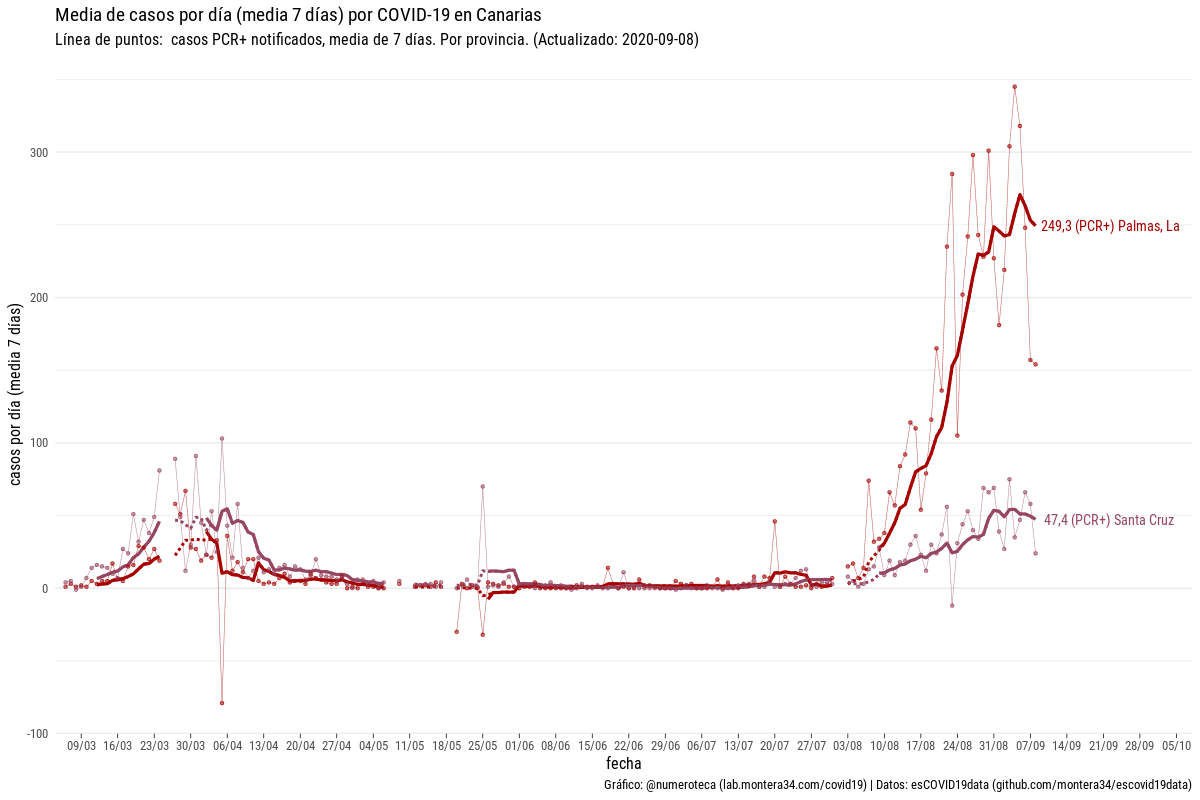 Media de casos por día (media 7 días) por COVID-19 en Canarias
Línea de puntos:  casos PCR+ notificados, media de 7 días. Por provincia. (Actualizado: 2020-09-08)
casos por día (media 7 días)
300
200
100
0
-100
249,3 (PCR+) Palmas, La
47,4 (PCR+) Santa Cruz
09/03 16/03 23/03 30/03 06/04 13/04 20/04 27/04 04/05 11/05 18/05 25/05 01/06 08/06 15/06 22/06 29/06 06/07 13/07 20/07 27/07 03/08 10/08 17/08 24/08 31/08 07/09 14/09 21/09 28/09 05/10
fecha
Gráfico: @numeroteca (lab.montera34.com/covid19) | Datos: esCOVID19data (github.com/montera34/escovid19data)